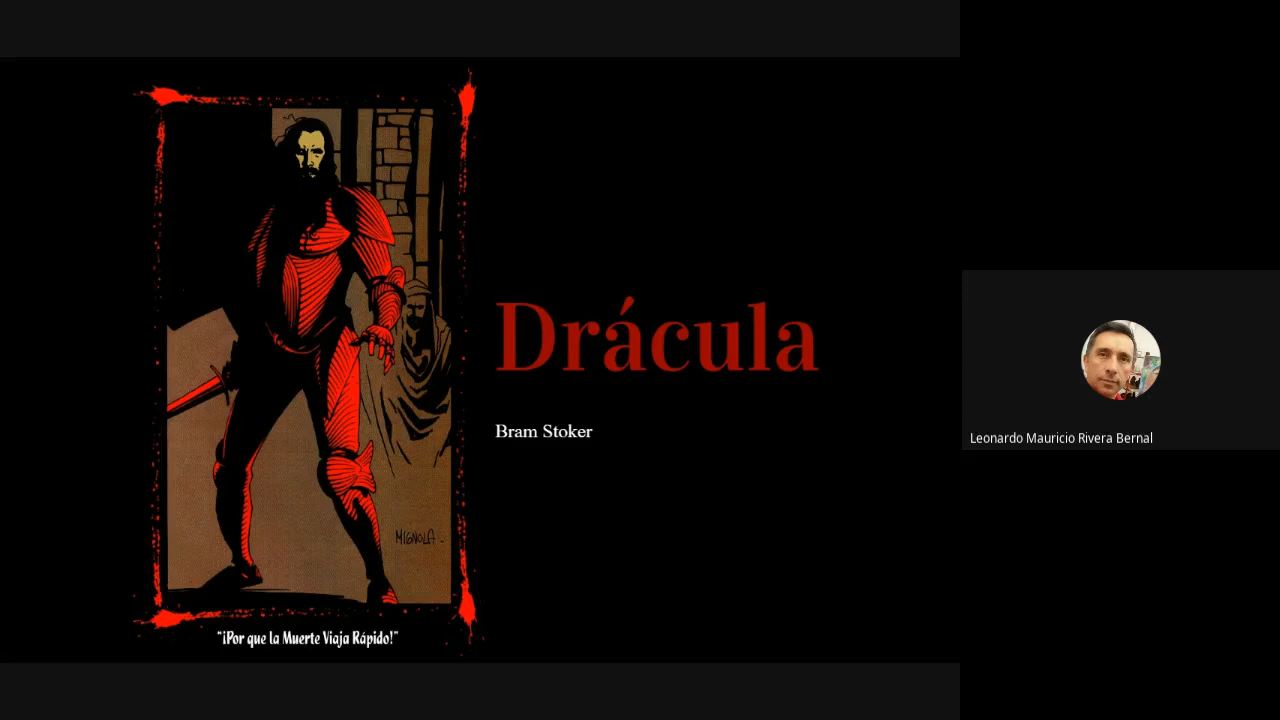 Drácula
Bram Stoker
MIGNOLA
“¡Por que la Muerte Viaja Rápido!”
Leonardo Mauricio Rivera Bernal